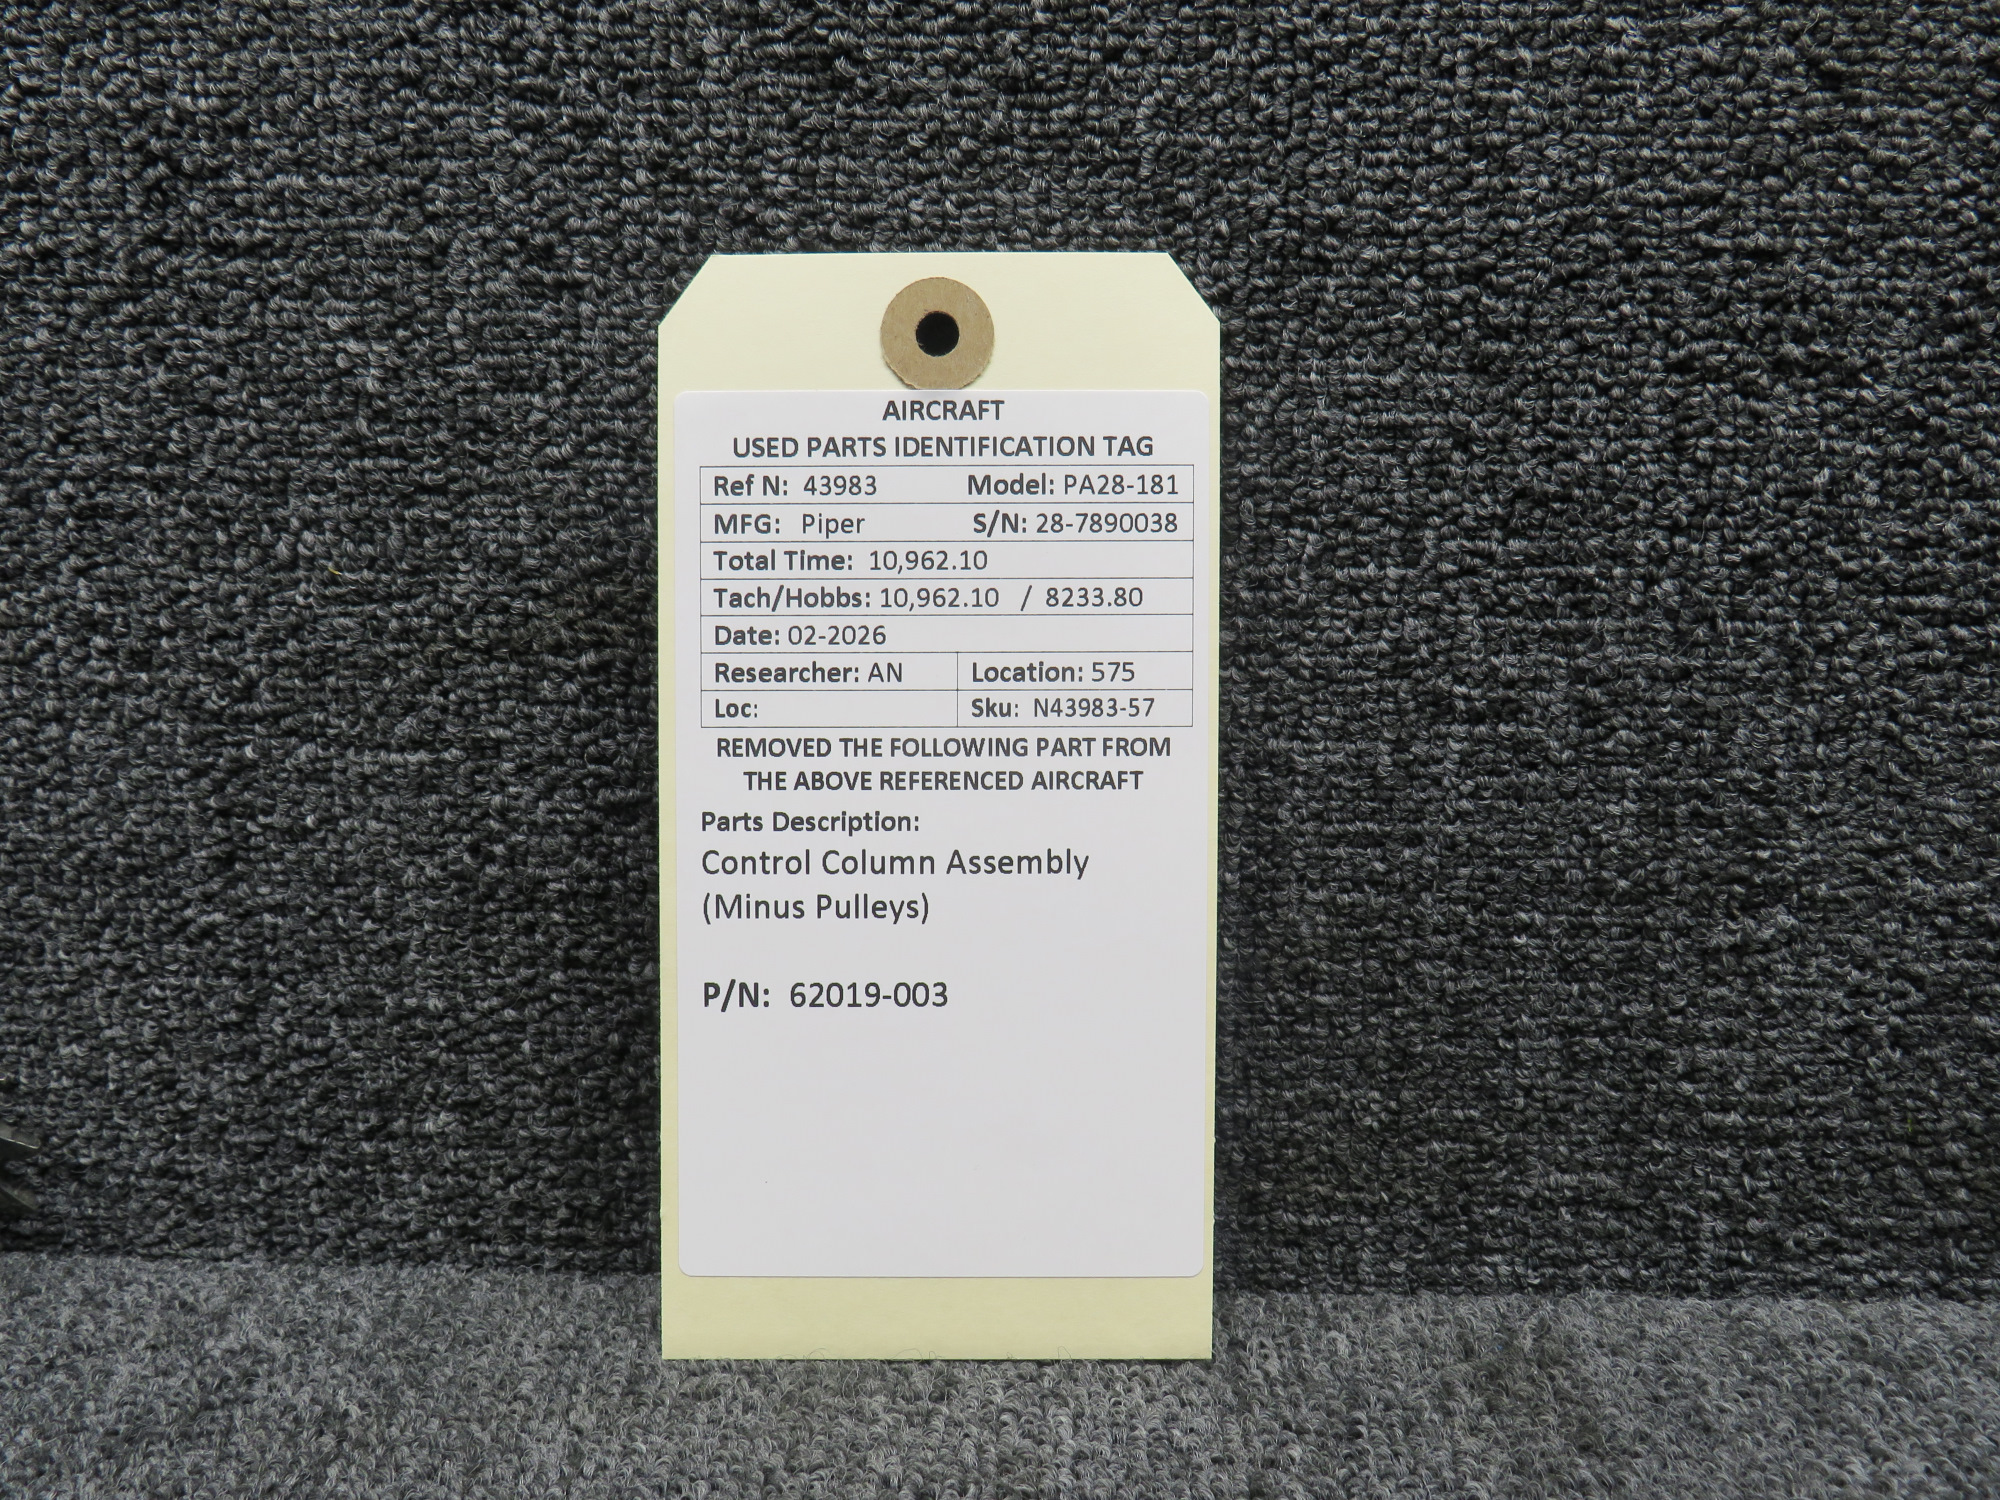 AIRCRAFT
USED PARTS IDENTIFICATION TAG
Ref N: 43983 Model: PA28-181
MFG: Piper S/N: 28-7890038
Total Time: 10,962.10
Tach/Hobbs: 10,962.10 / 8233.80
Date: 02-2026
Researcher: AN Location: 575
Loc: Sku: N43983-57
REMOVED THE FOLLOWING PART FROM
THE ABOVE REFERENCED AIRCRAFT
Parts Description:
Control Column Assembly
(Minus Pulleys)
P/N: 62019-003